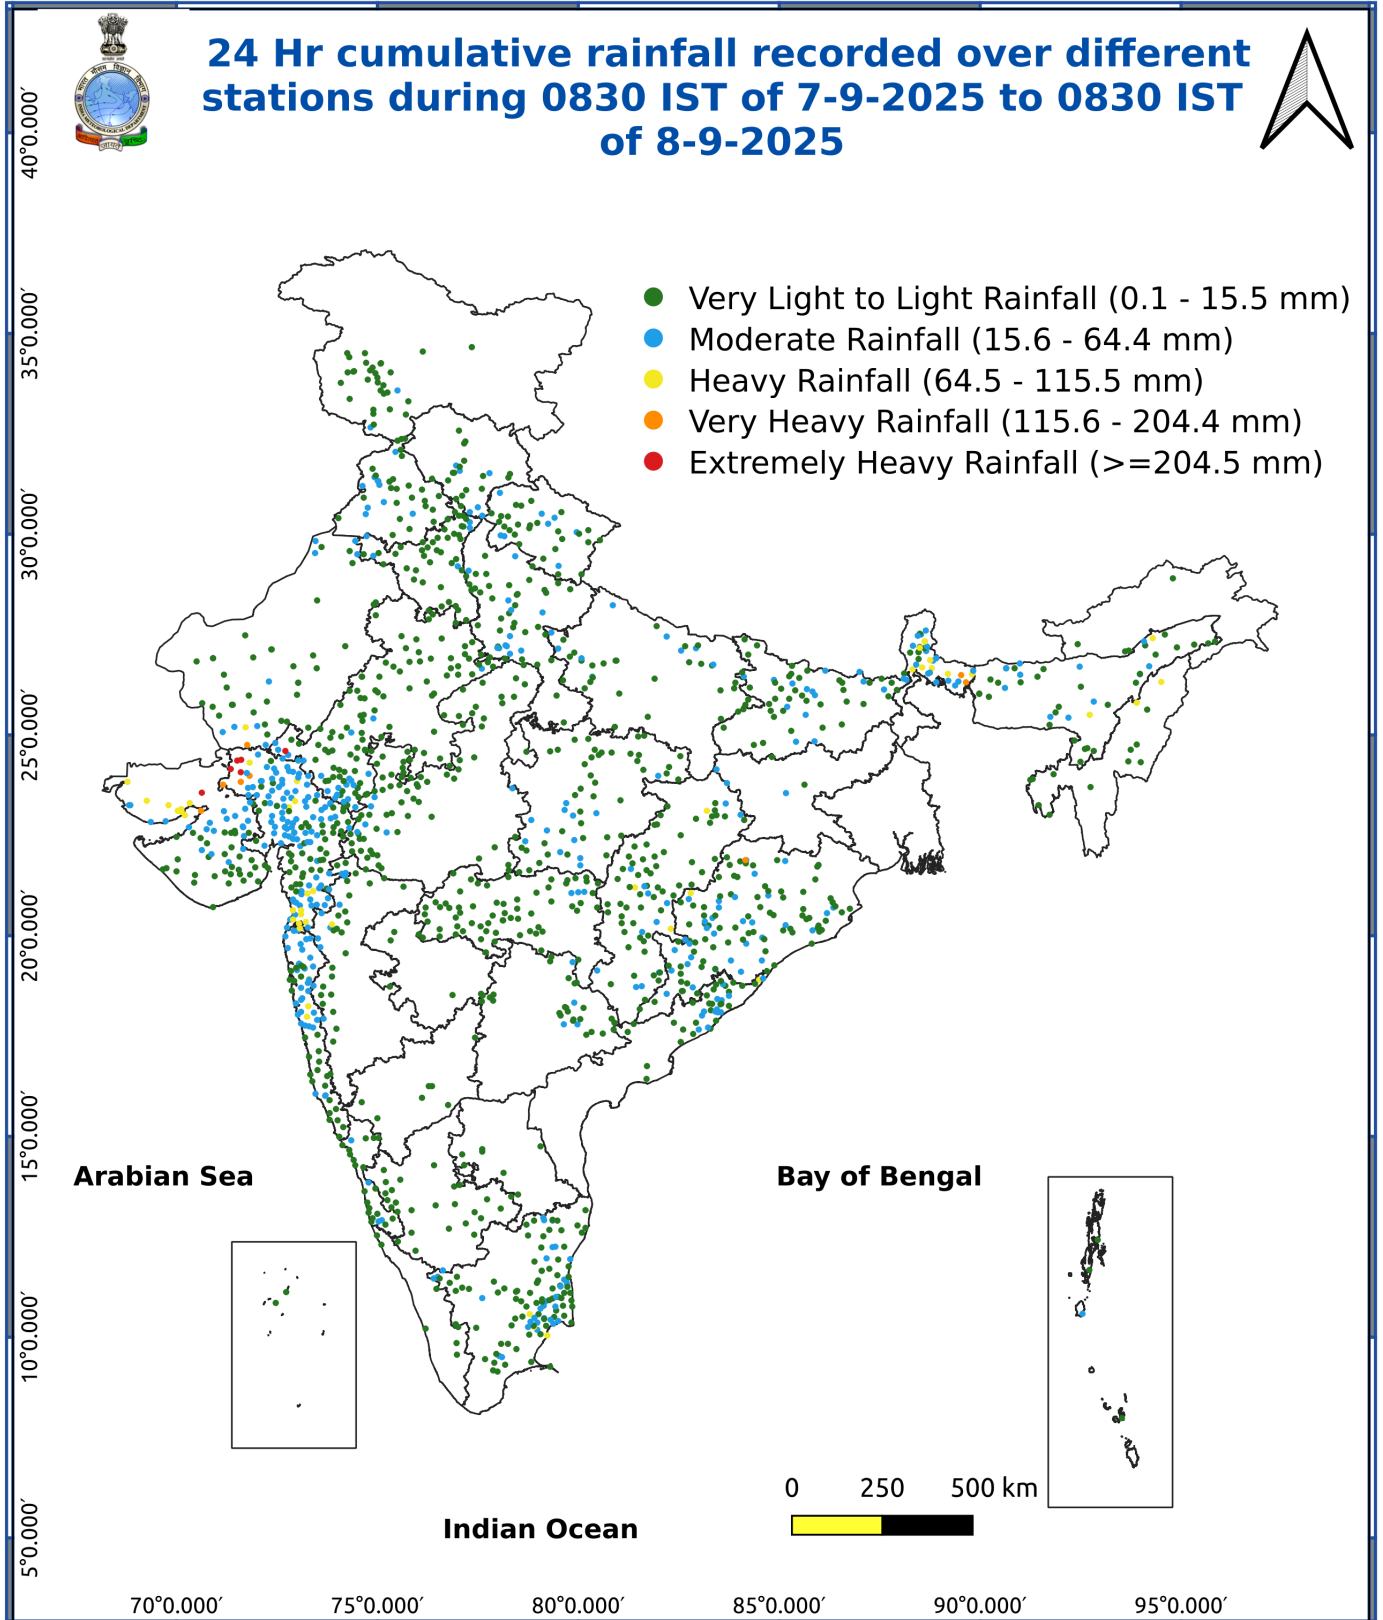 24 Hr cumulative rainfall recorded over different
stations during 0830 IST of 7-9-2025 to 0830 IST
of 8-9-2025
Very Light to Light Rainfall (0.1 - 15.5 mm)
Moderate Rainfall (15.6 - 64.4 mm)
Heavy Rainfall (64.5 - 115.5 mm)
Very Heavy Rainfall (115.6 - 204.4 mm)
Extremely Heavy Rainfall (>=204.5 mm)
40°0.000′
35°0.000′
30°0.000′
25°0.000′
20°0.000′
15°0.000′
10°0.000′
5°0.000′
Arabian Sea
Bay of Bengal
Indian Ocean
0 250 500 km
70°0.000′ 75°0.000′ 80°0.000′ 85°0.000′ 90°0.000′ 95°0.000′